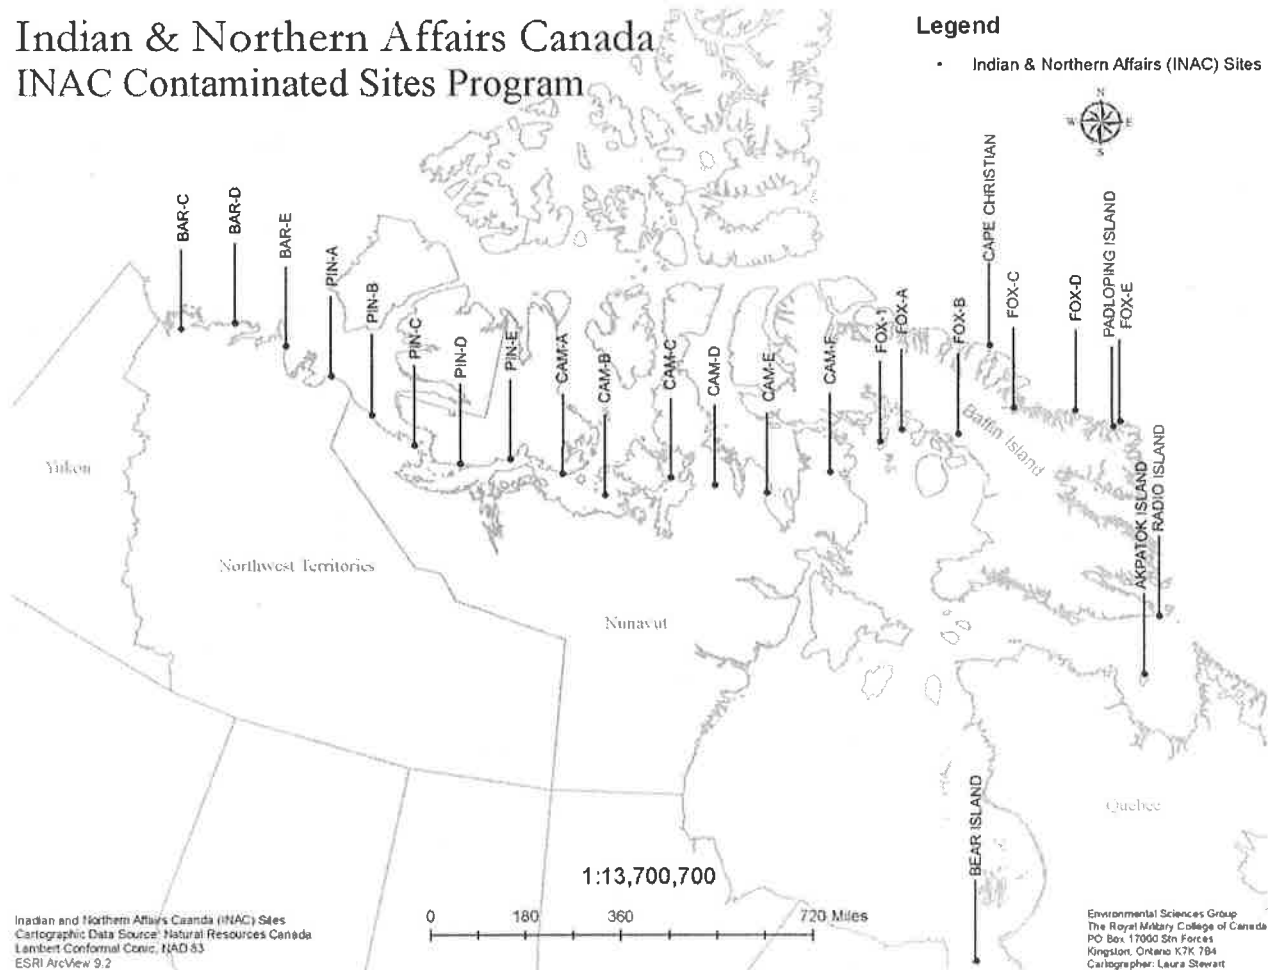 Indian & Northern Affairs Canada
INAC Contaminated Sites Program
Legend
Indian & Northern Affairs (INAC) Sites
N
W E
S
BAR-C
BAR-D
BAR-E
PIN-A
PIN-B
PIN-C
PIN-D
PIN-E
CAM-A
CAM-B
CAM-C
CAM-D
CAM-E
CAM-F
FOX-1
FOX-A
FOX-B
CAPE CHRISTIAN
FOX-C
FOX-D
PADLOPING ISLAND
FOX-E
AKPATOK ISLAND
RADIO ISLAND
BEAR ISLAND
Baffin Island
Yukon
Northwest Territories
Nunavut
Quebec
1:13,700,700
0 180 360 720 Miles
Inadian and Northern Affairs Caanda (INAC) Sites
Cartographic Data Source: Natural Resources Canada
Lambert Conformal Conic, NAD 83
ESRI ArcView 9.2
Environmental Sciences Group
The Royal Military College of Canada
PO Box 17000 Stn Forces
Kingston, Ontario K7K 7B4
Cartographer: Laura Stewart